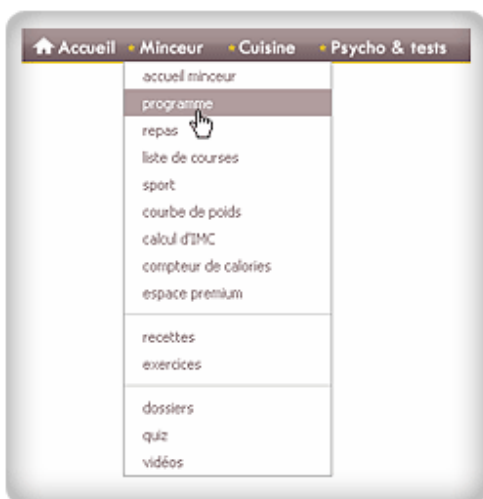 Accueil • Minceur • Cuisine • Psycho & tests
accueil minceur
programme
repas
liste de courses
sport
courbe de poids
calcul d'IMC
compteur de calories
espace premium
recettes
exercices
dossiers
quiz
vidéos